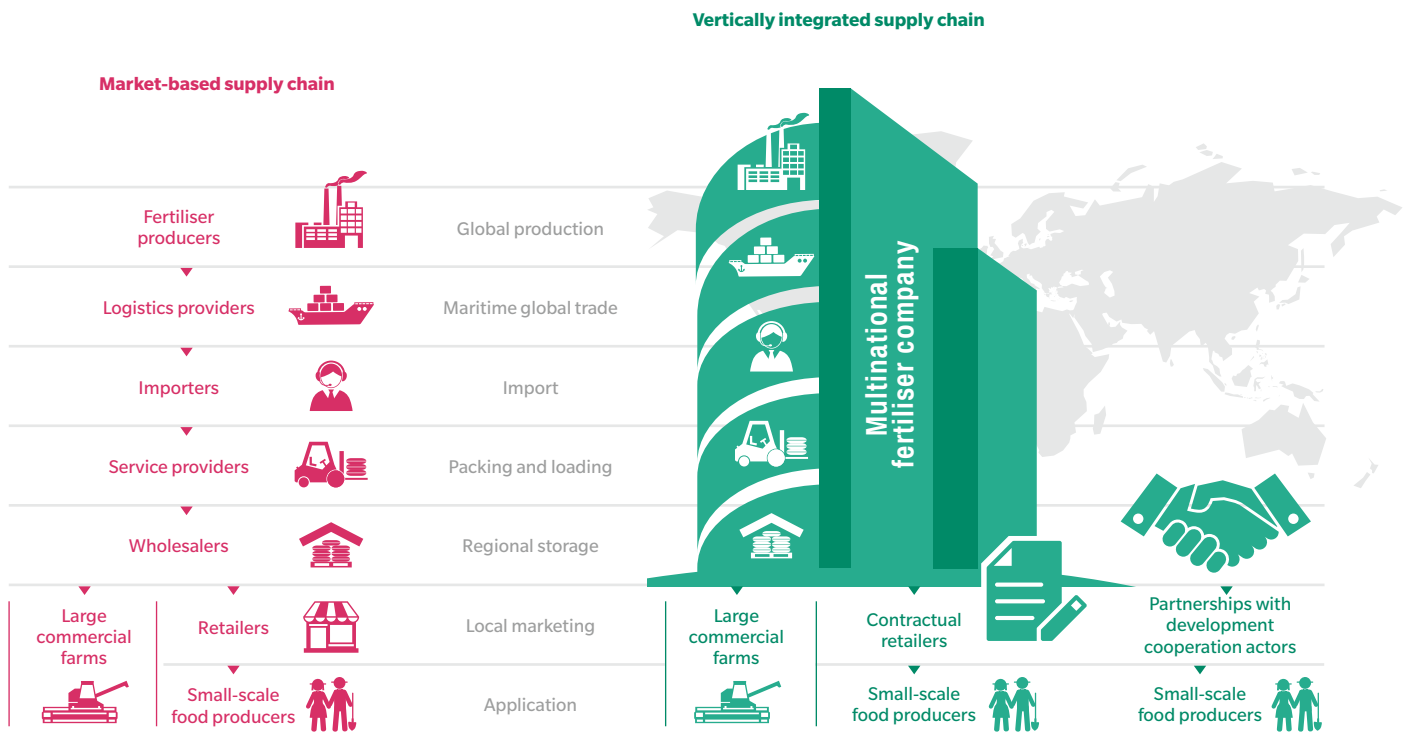 Vertically integrated supply chain
Market-based supply chain
Fertiliser
producers
Global production
Logistics providers
Maritime global trade
Importers
Import
Service providers
Packing and loading
Wholesalers
Regional storage
Multinational
fertiliser company
Large
commercial
farms
Retailers
Local marketing
Small-scale
food producers
Application
Large
commercial
farms
Contractual
retailers
Small-scale
food producers
Partnerships with
development
cooperation actors
Small-scale
food producers